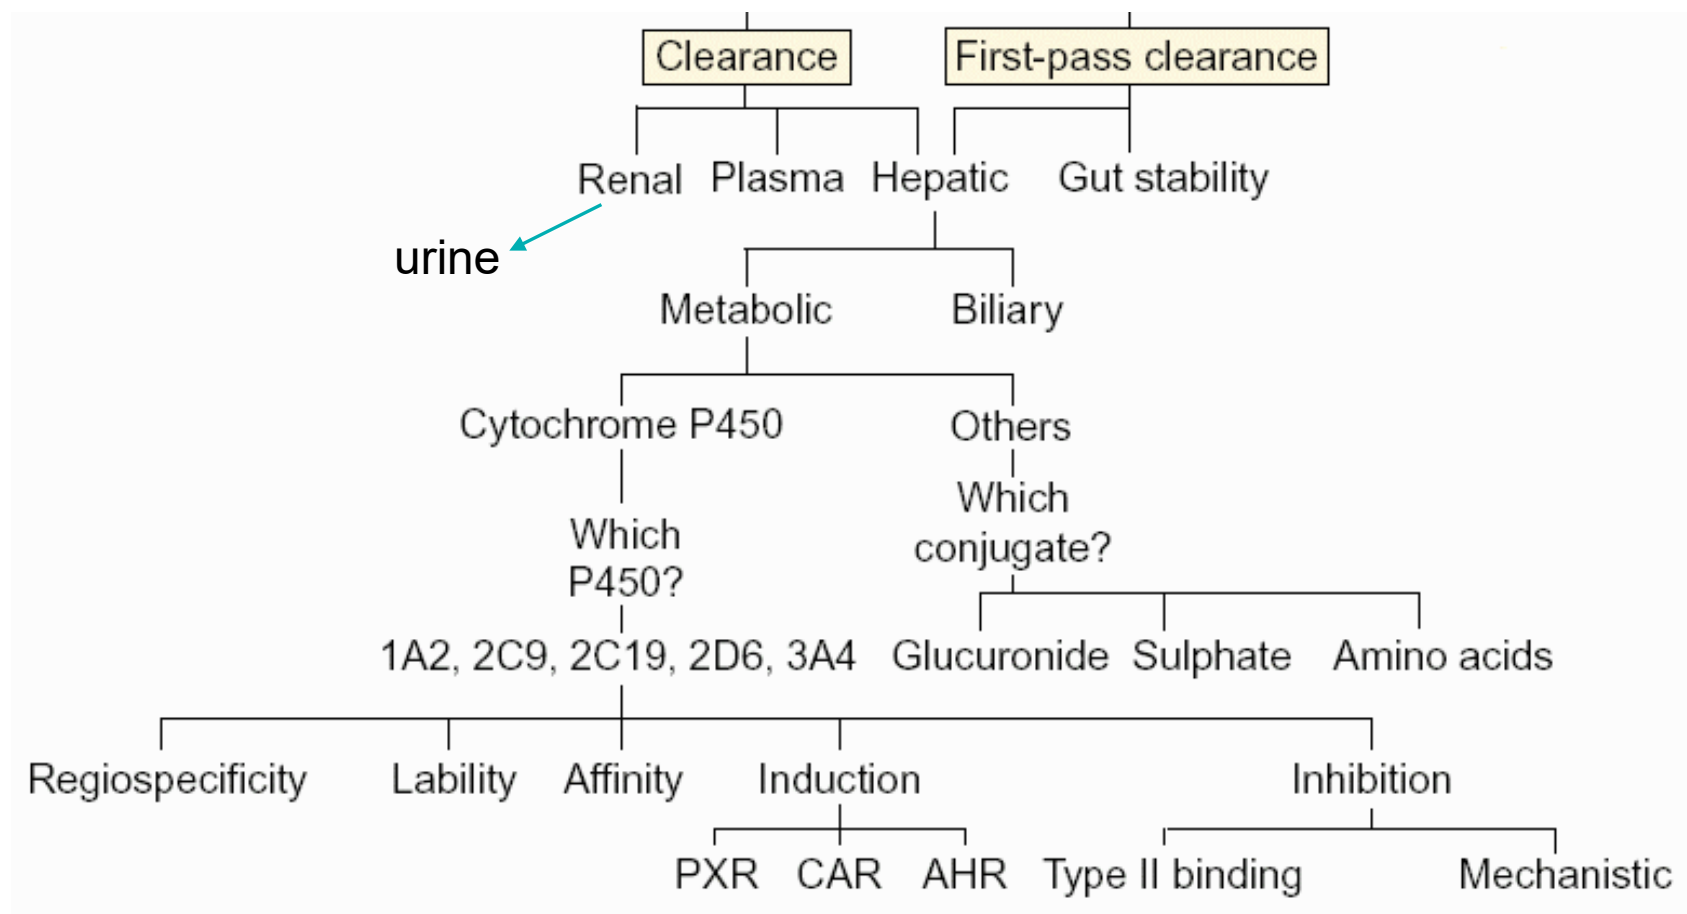 Clearance
First-pass clearance
Renal
Plasma
Hepatic
Gut stability
urine
Metabolic
Biliary
Cytochrome P450
Others
Which
conjugate?
Which
P450?
1A2, 2C9, 2C19, 2D6, 3A4
Glucuronide
Sulphate
Amino acids
Regiospecificity
Lability
Affinity
Induction
Inhibition
PXR
CAR
AHR
Type II binding
Mechanistic